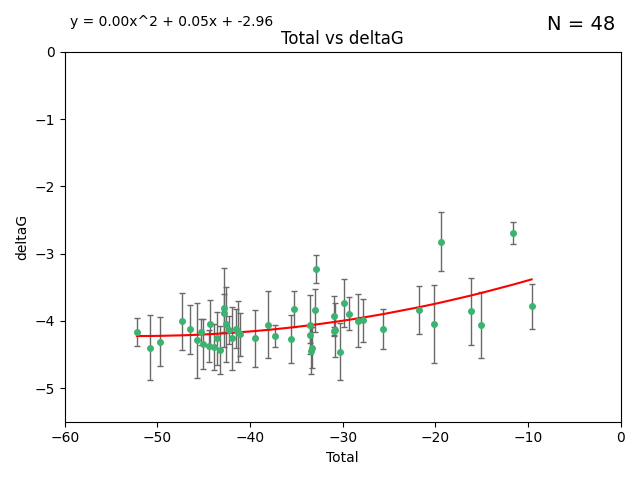 y = 0.00x^2 + 0.05x + -2.96
N = 48
Total vs deltaG
0
−1
−2
−3
−4
−5
deltaG
−60 −50 −40 −30 −20 −10 0
Total